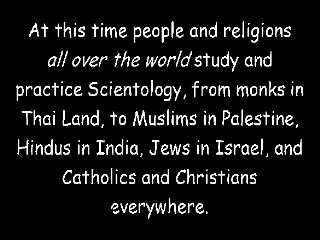 At this time people and religions
all over the world study and
practice Scientology, from monks in
Thai Land, to Muslims in Palestine,
Hindus in India, Jews in Israel, and
Catholics and Christians
everywhere.